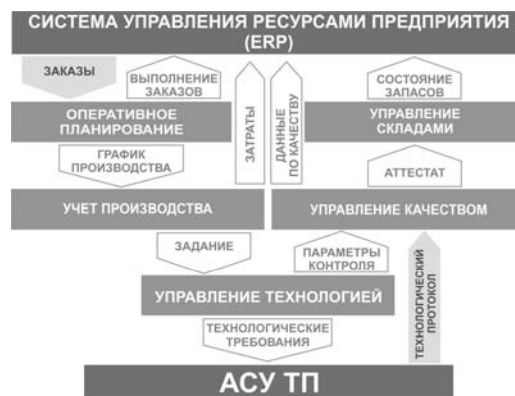 СИСТЕМА УПРАВЛЕНИЯ РЕСУРСАМИ ПРЕДПРИЯТИЯ
(ERP)
ЗАКАЗЫ
ВЫПОЛНЕНИЕ
ЗАКАЗОВ
ЗАТРАТЫ
ДАННЫЕ
ПО КАЧЕСТВУ
СОСТОЯНИЕ
ЗАПАСОВ
ОПЕРАТИВНОЕ
ПЛАНИРОВАНИЕ
УПРАВЛЕНИЕ
СКЛАДАМИ
ГРАФИК
ПРОИЗВОДСТВА
АТТЕСТАТ
УЧЕТ ПРОИЗВОДСТВА
УПРАВЛЕНИЕ КАЧЕСТВОМ
ЗАДАНИЕ
ПАРАМЕТРЫ
КОНТРОЛЯ
ТЕХНОЛОГИЧЕСКИЙ
ПРОТОКОЛ
УПРАВЛЕНИЕ ТЕХНОЛОГИЕЙ
ТЕХНОЛОГИЧЕСКИЕ
ТРЕБОВАНИЯ
АСУ ТП